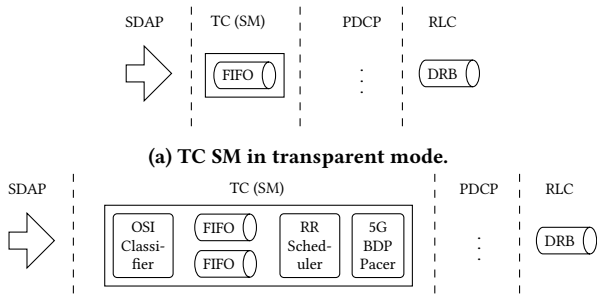 SDAP TC (SM) PDCP RLC
FIFO DRB
(a) TC SM in transparent mode.
SDAP TC (SM) PDCP RLC
OSI
Classi-
fier
FIFO
FIFO
RR
Sched-
uler
5G
BDP
Pacer
DRB